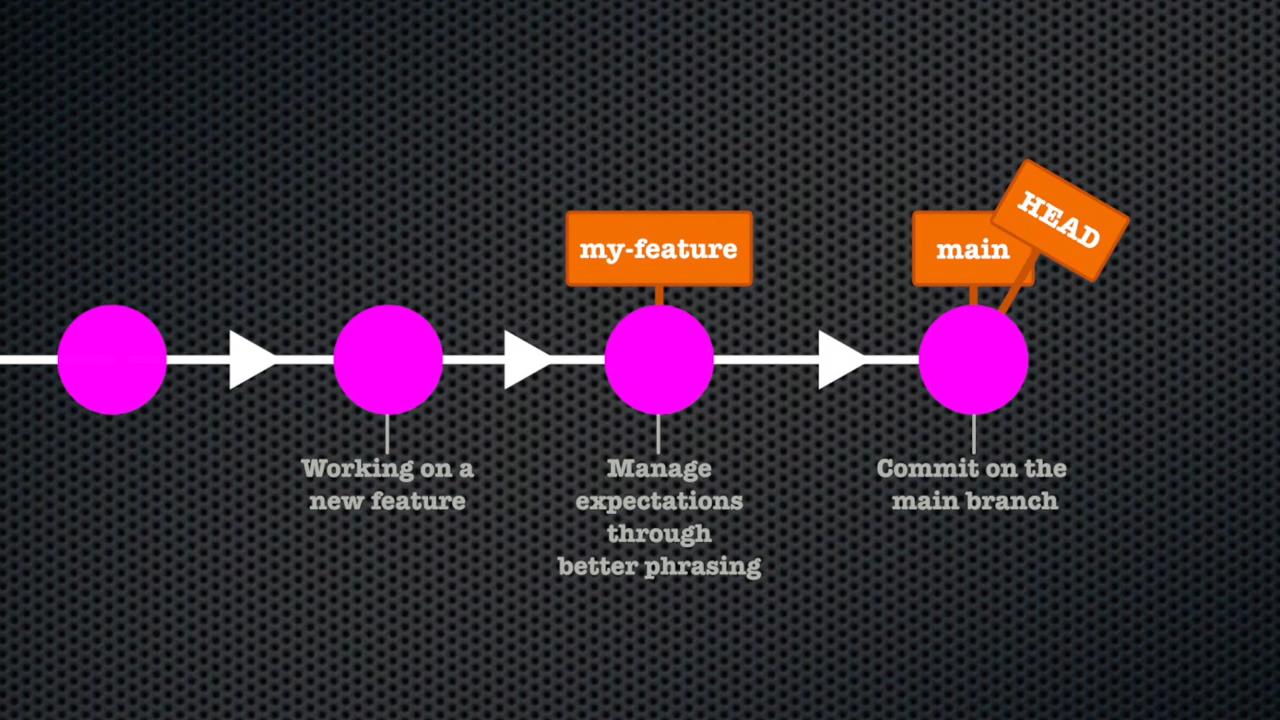 my-feature
main
HEAD
Working on a
new feature
Manage
expectations
through
better phrasing
Commit on the
main branch